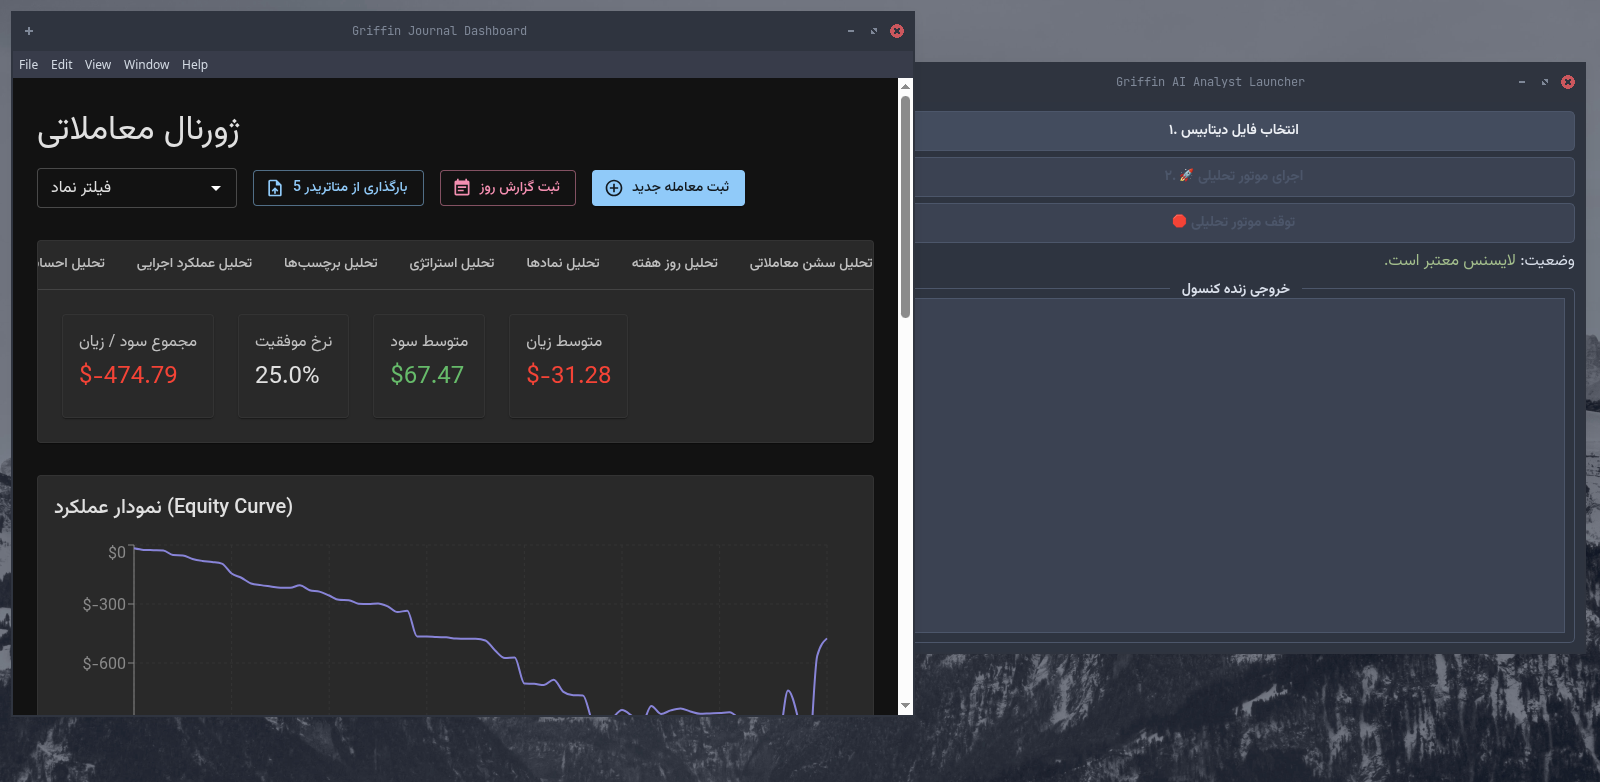 Griffin Journal Dashboard
File Edit View Window Help
ژورنال معاملاتی
فیلتر نماد
بارگذاری از متاتریدر 5
ثبت گزارش روز
ثبت معامله جدید
تحلیل سشن معاملاتی
تحلیل روز هفته
تحلیل نمادها
تحلیل استراتژی
تحلیل برچسب‌ها
تحلیل عملکرد اجرایی
تحلیل احسا
مجموع سود / زیان
$-474.79
نرخ موفقیت
25.0%
متوسط سود
$67.47
متوسط زیان
$-31.28
نمودار عملکرد (Equity Curve)
$0
$-300
$-600
Griffin AI Analyst Launcher
۱. انتخاب فایل دیتابیس
۲. 🚀 اجرای موتور تحلیلی
🛑 توقف موتور تحلیلی
وضعیت: لایسنس معتبر است.
خروجی زنده کنسول